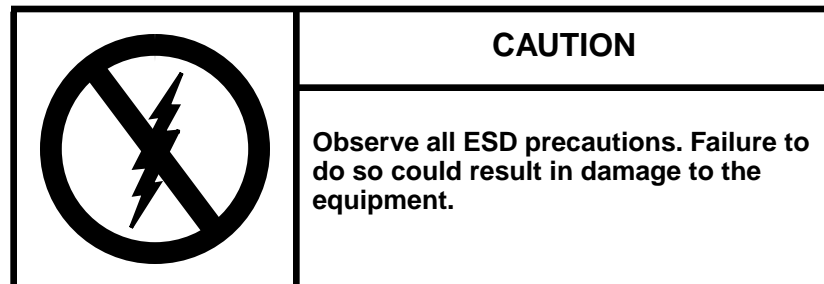 CAUTION
Observe all ESD precautions. Failure to
do so could result in damage to the
equipment.